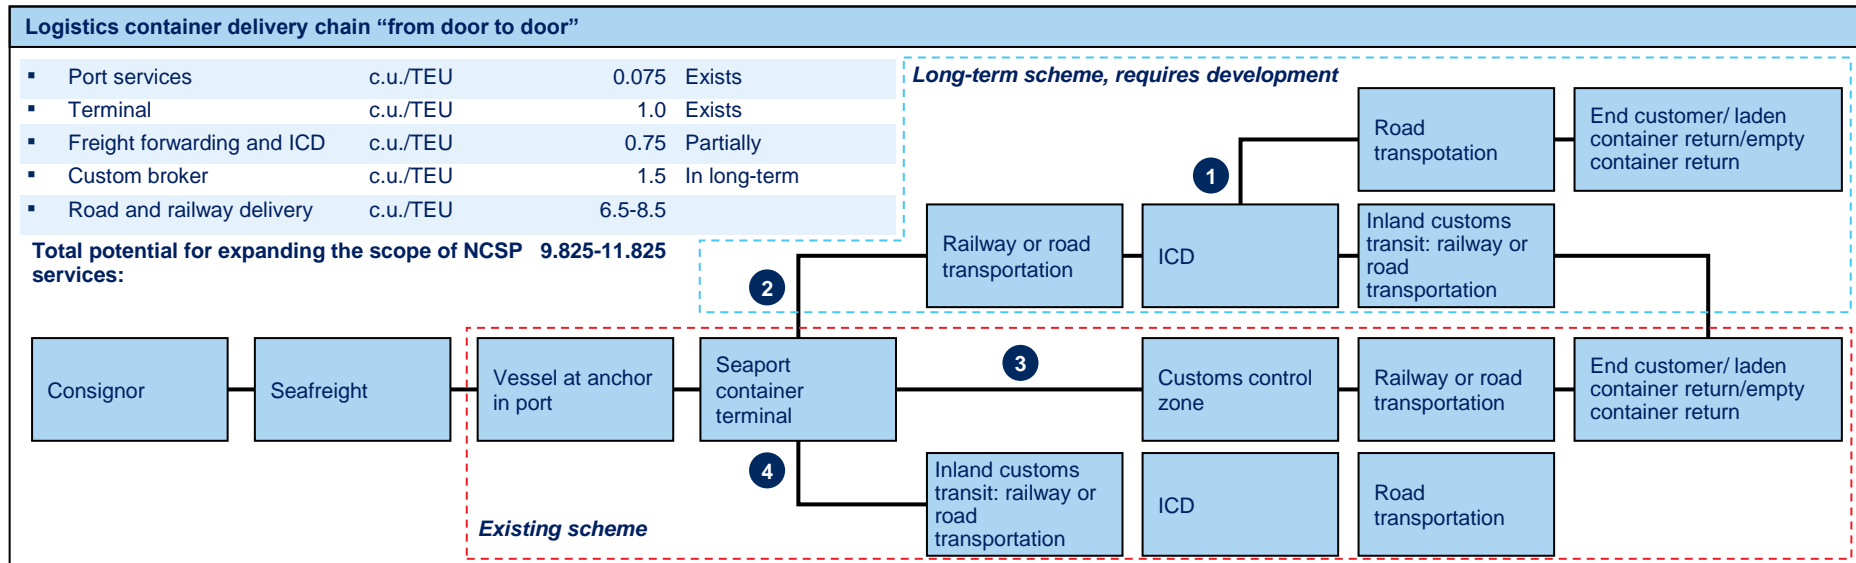 Logistics container delivery chain “from door to door”
▪ Port services c.u./TEU 0.075 Exists
▪ Terminal c.u./TEU 1.0 Exists
▪ Freight forwarding and ICD c.u./TEU 0.75 Partially
▪ Custom broker c.u./TEU 1.5 In long-term
▪ Road and railway delivery c.u./TEU 6.5-8.5
Total potential for expanding the scope of NCSP 9.825-11.825
services:
Long-term scheme, requires development
1
Road
transpotation
End customer/ laden
container return/empty
container return
2
Railway or road
transportation
ICD
Inland customs
transit: railway or
road
transportation
Consignor
Seafreight
Vessel at anchor
in port
Seaport
container
terminal
3
Customs control
zone
Railway or road
transportation
End customer/ laden
container return/empty
container return
4
Inland customs
transit: railway or
road
transportation
ICD
Road
transportation
Existing scheme